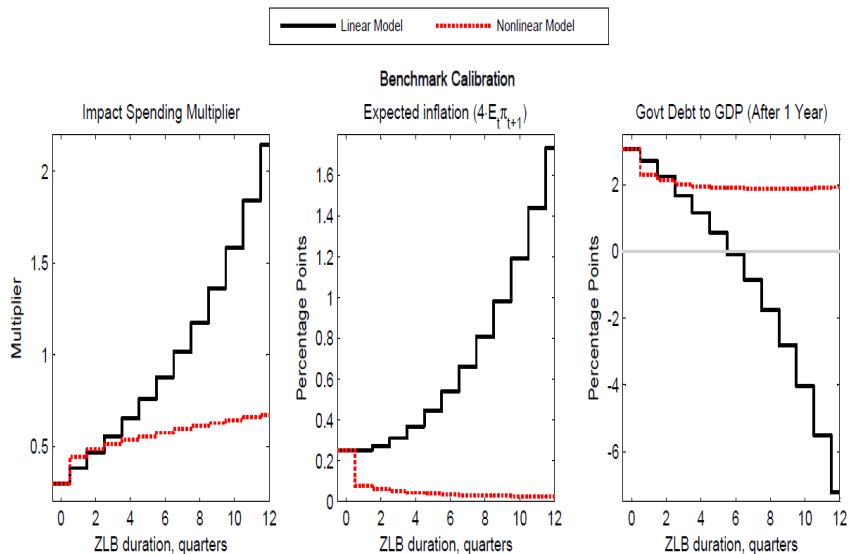 Linear Model
Nonlinear Model
Benchmark Calibration
Impact Spending Multiplier
Expected inflation (4·E_tπ_{t+1})
Govt Debt to GDP (After 1 Year)
Multiplier
2
1.5
1
0.5
0 2 4 6 8 10 12
ZLB duration, quarters
Percentage Points
1.6
1.4
1.2
1
0.8
0.6
0.4
0.2
0
0 2 4 6 8 10 12
ZLB duration, quarters
Percentage Points
2
0
-2
-4
-6
0 2 4 6 8 10 12
ZLB duration, quarters